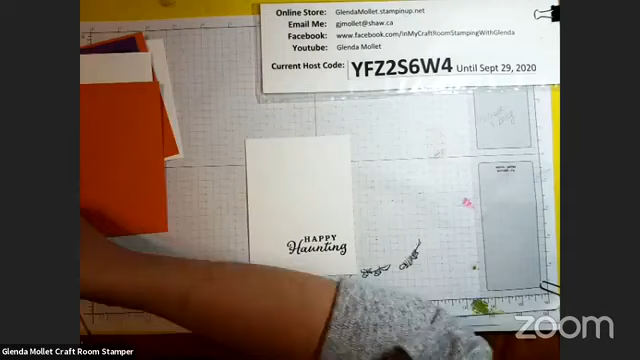 Online Store: GlendaMollet.stampinup.net
Email Me: gjmollet@shaw.ca
Facebook: www.facebook.com/InMyCraftRoomStampingWithGlenda
Youtube: Glenda Mollet
Current Host Code: YFZ2S6W4 Until Sept 29, 2020
HAPPY
Haunting
zoom
Glenda Mollet Craft Room Stamper